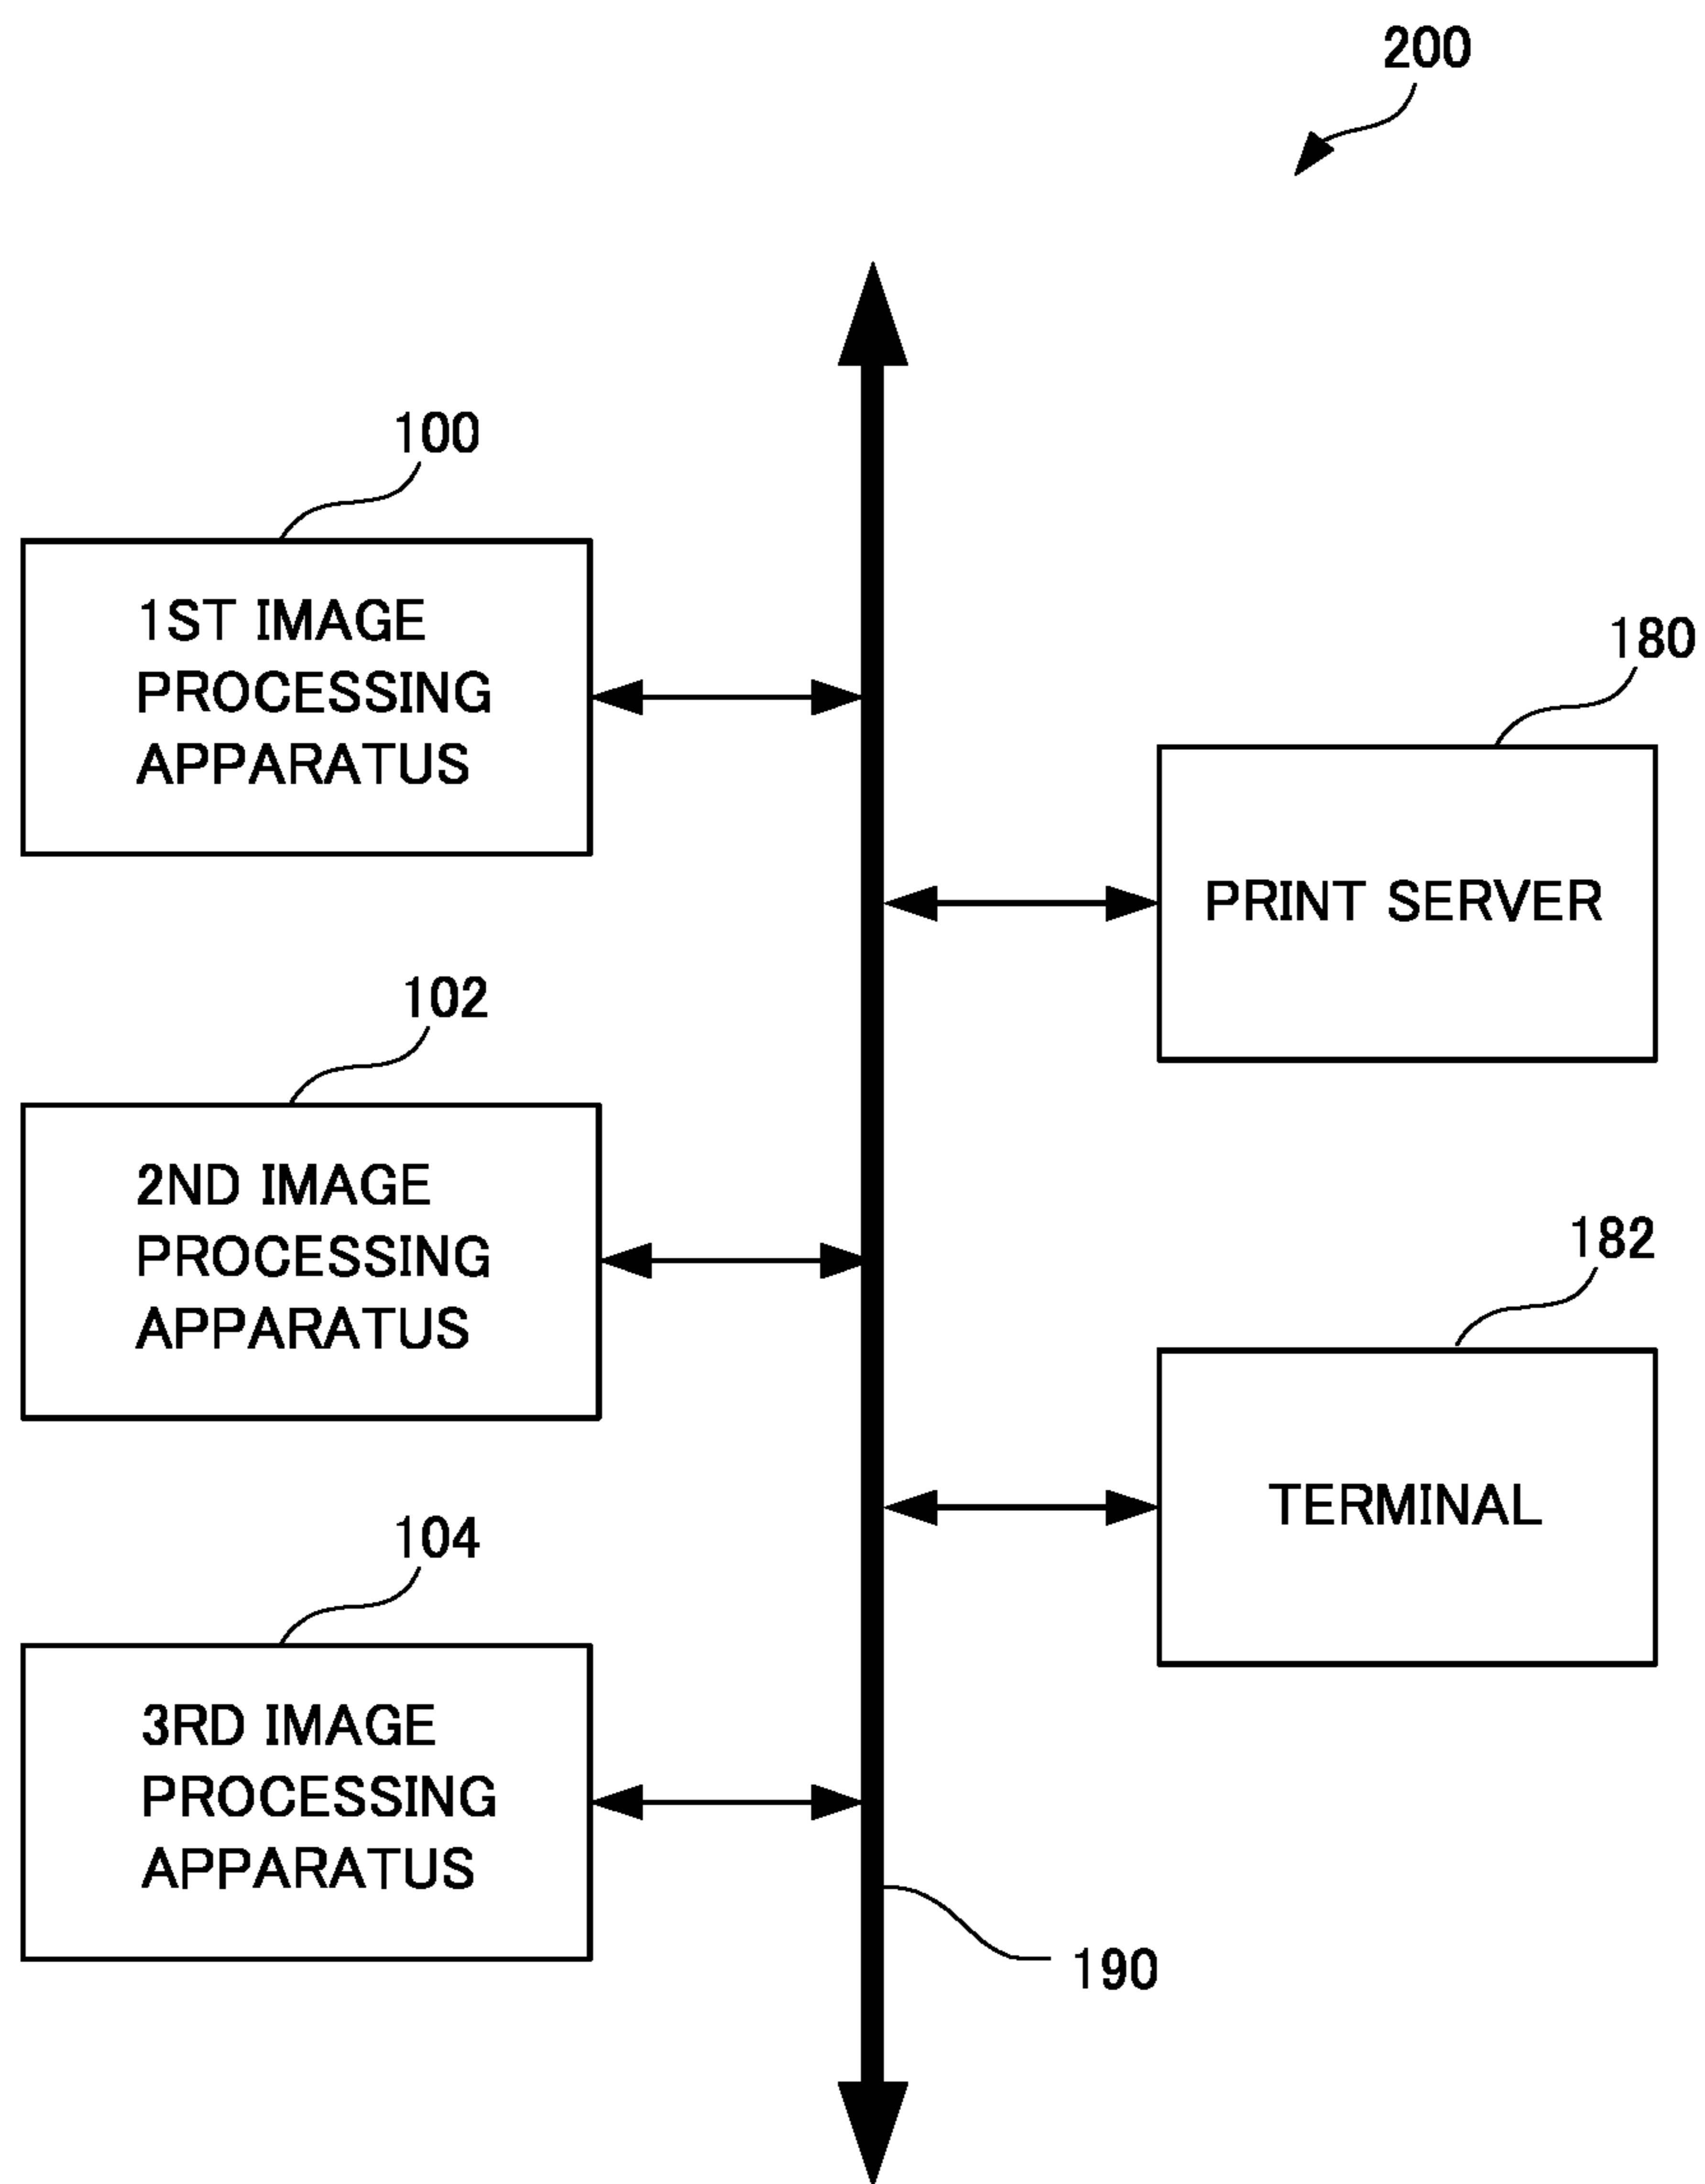 200
100
1ST IMAGE
PROCESSING
APPARATUS
180
PRINT SERVER
102
2ND IMAGE
PROCESSING
APPARATUS
182
TERMINAL
104
3RD IMAGE
PROCESSING
APPARATUS
190